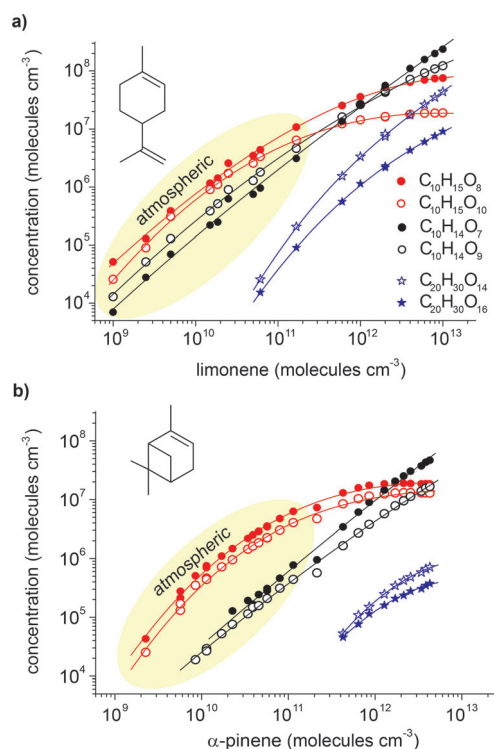 a)
concentration (molecules cm⁻³)
10⁸
10⁷
10⁶
10⁵
10⁴
atmospheric
C₁₀H₁₅O₈
C₁₀H₁₅O₁₀
C₁₀H₁₄O₇
C₁₀H₁₄O₉
C₂₀H₃₀O₁₄
C₂₀H₃₀O₁₆
10⁹ 10¹⁰ 10¹¹ 10¹² 10¹³
limonene (molecules cm⁻³)
b)
concentration (molecules cm⁻³)
10⁸
10⁷
10⁶
10⁵
10⁴
atmospheric
10⁹ 10¹⁰ 10¹¹ 10¹² 10¹³
α-pinene (molecules cm⁻³)